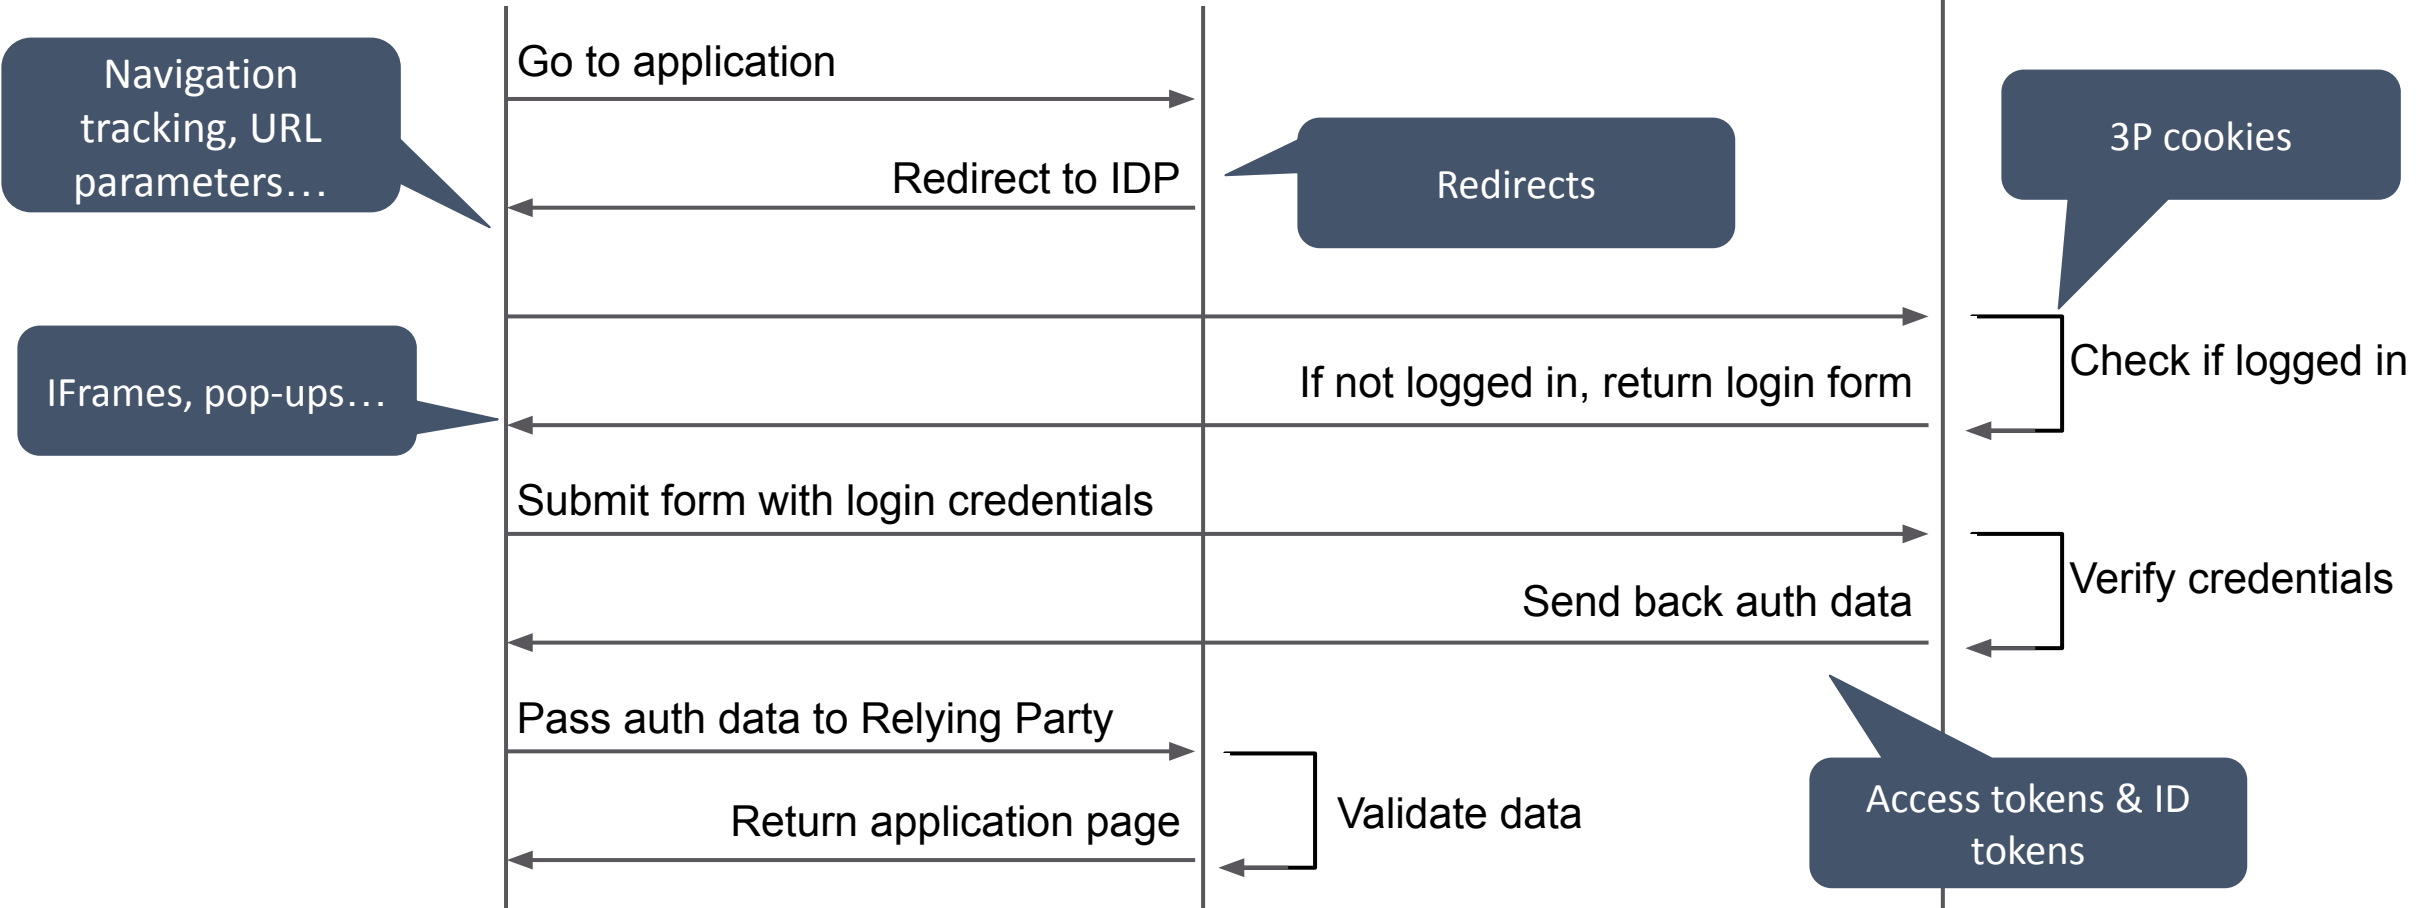 Go to application
Navigation
tracking, URL
parameters…
3P cookies
Redirect to IDP
Redirects
Check if logged in
If not logged in, return login form
IFrames, pop-ups…
Submit form with login credentials
Verify credentials
Send back auth data
Pass auth data to Relying Party
Access tokens & ID
tokens
Validate data
Return application page